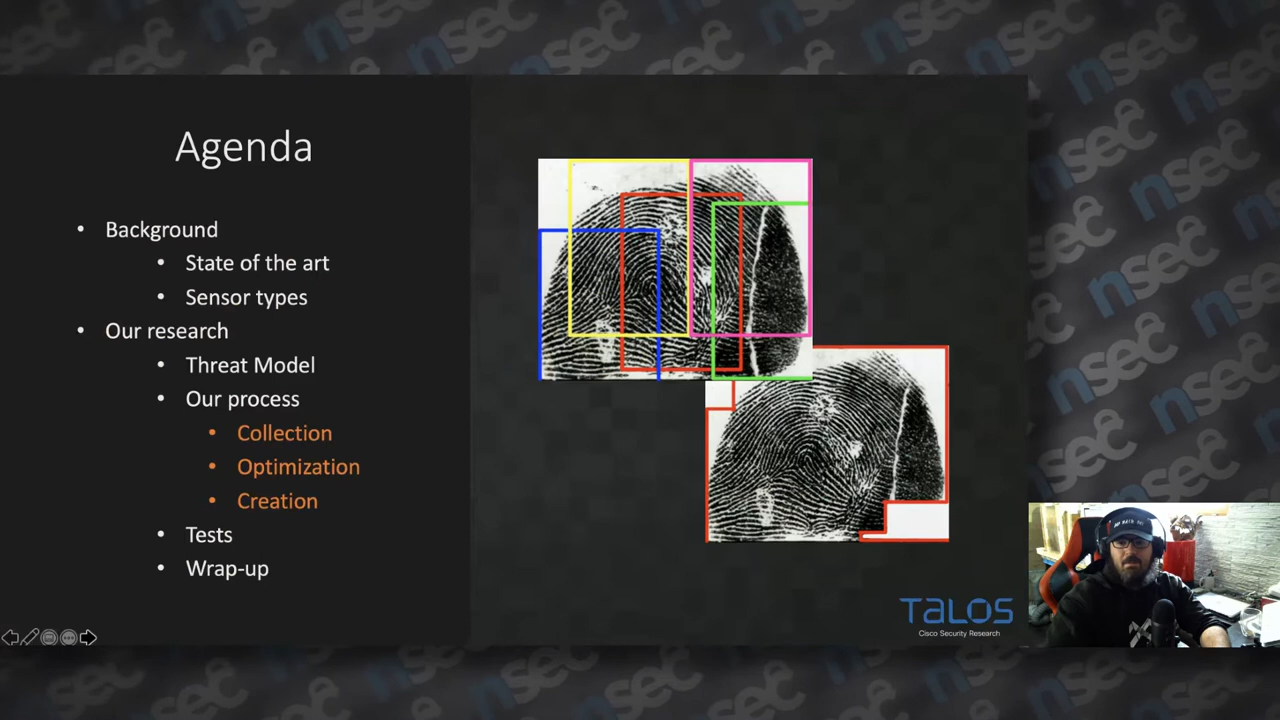 Agenda
• Background
• State of the art
• Sensor types
• Our research
• Threat Model
• Our process
• Collection
• Optimization
• Creation
• Tests
• Wrap-up
TALOS
Cisco Security Research
nsec